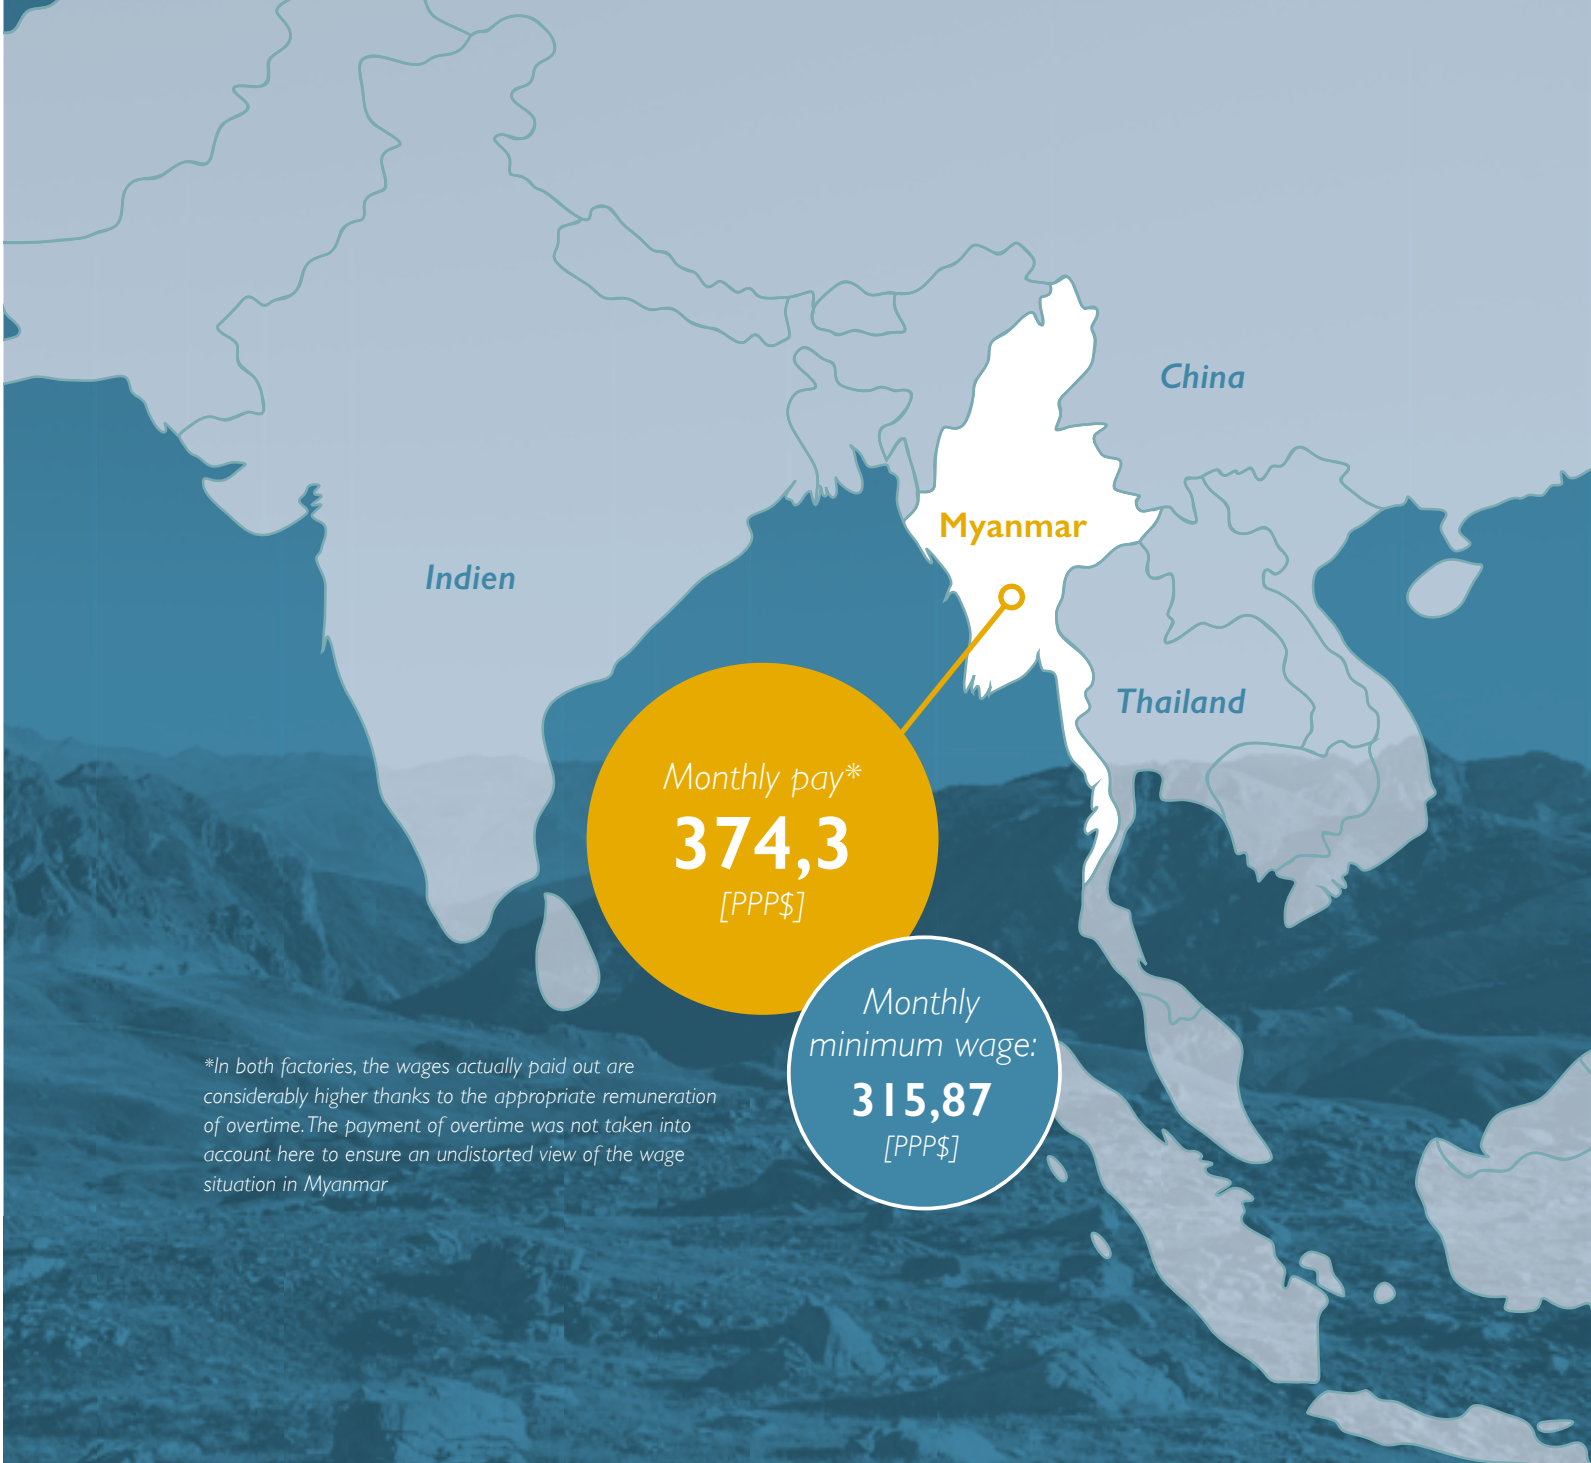 China
Myanmar
Indien
Thailand
Monthly pay*
374,3
[PPP$]
Monthly
minimum wage:
315,87
[PPP$]
*In both factories, the wages actually paid out are
considerably higher thanks to the appropriate remuneration
of overtime. The payment of overtime was not taken into
account here to ensure an undistorted view of the wage
situation in Myanmar